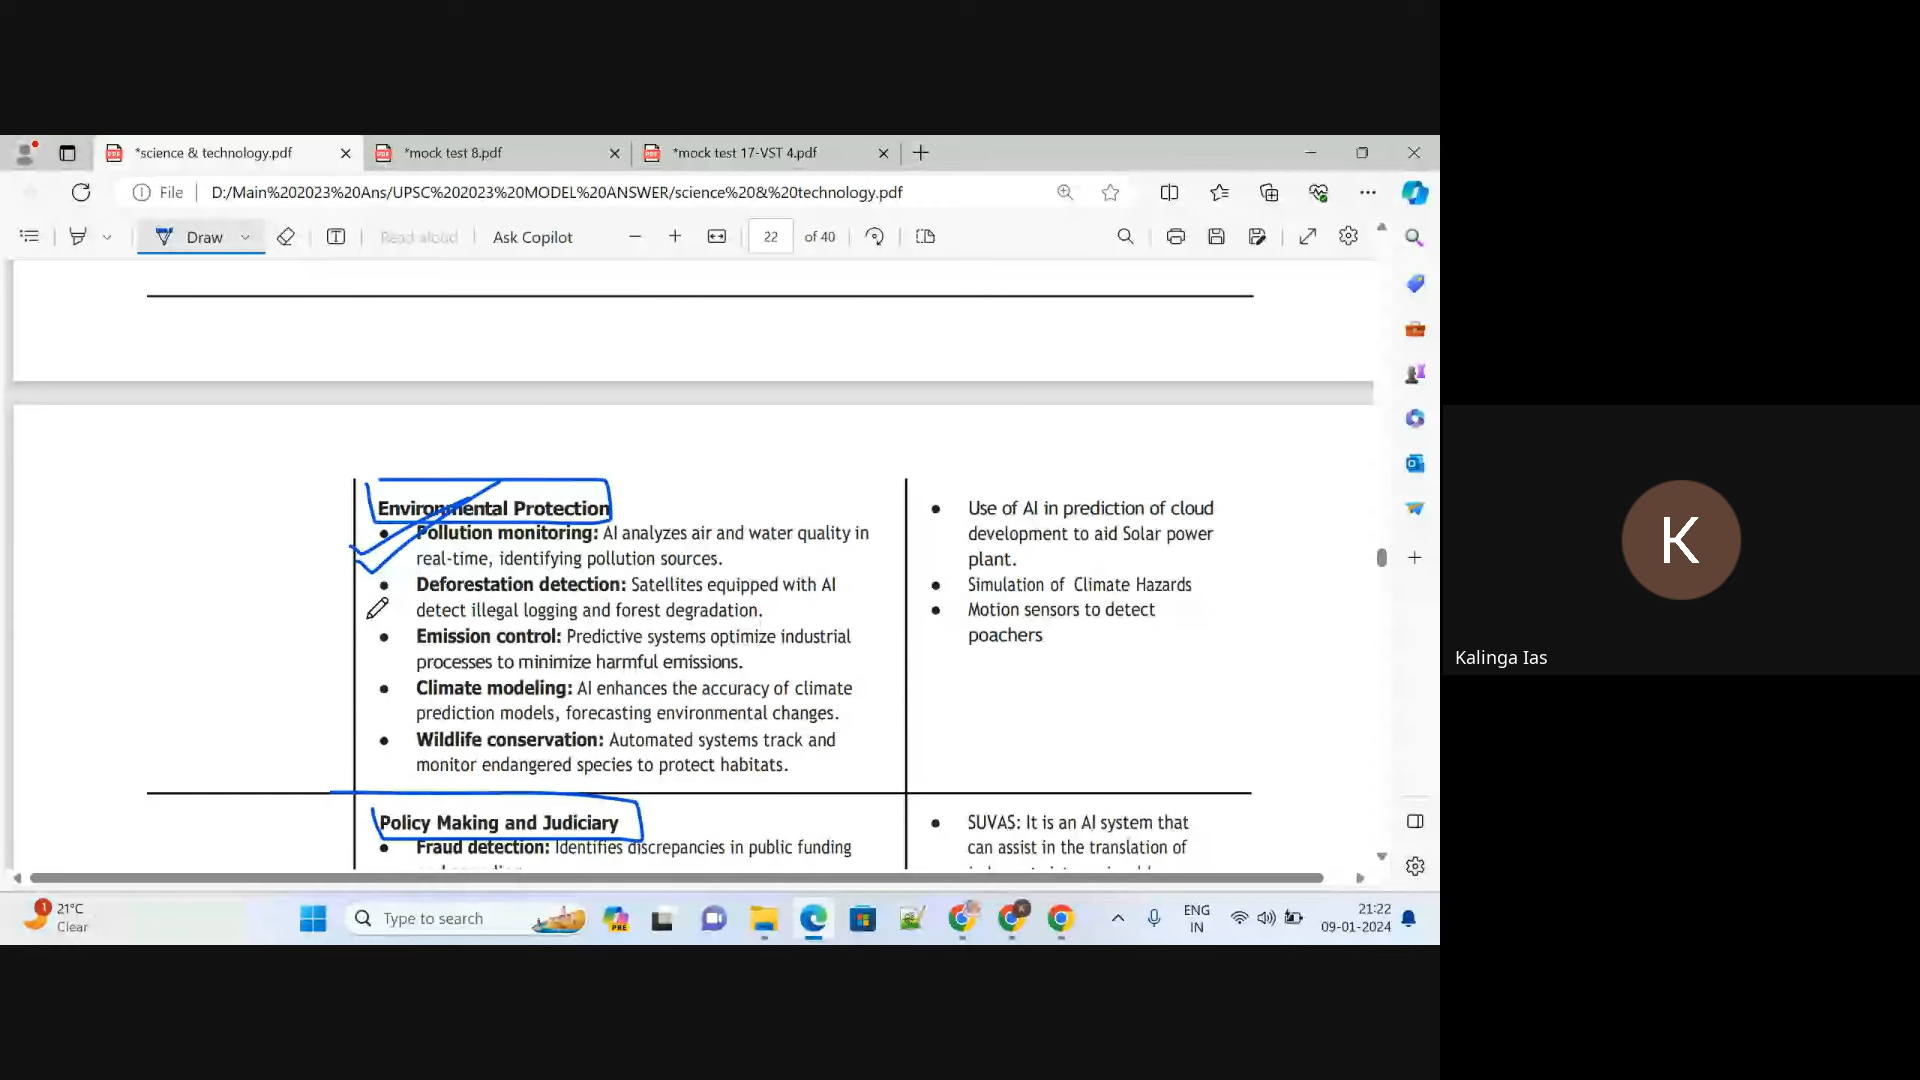 *science & technology.pdf
*mock test 8.pdf
*mock test 17-VST 4.pdf
File
D:/Main%202023%20Ans/UPSC%202023%20MODEL%20ANSWER/science%20&%20technology.pdf
Draw
Read aloud
Ask Copilot
22
of 40
Environmental Protection
Pollution monitoring: AI analyzes air and water quality in
real-time, identifying pollution sources.
Deforestation detection: Satellites equipped with AI
detect illegal logging and forest degradation.
Emission control: Predictive systems optimize industrial
processes to minimize harmful emissions.
Climate modeling: AI enhances the accuracy of climate
prediction models, forecasting environmental changes.
Wildlife conservation: Automated systems track and
monitor endangered species to protect habitats.
Use of AI in prediction of cloud
development to aid Solar power
plant.
Simulation of Climate Hazards
Motion sensors to detect
poachers
Policy Making and Judiciary
Fraud detection: Identifies discrepancies in public funding
SUVAS: It is an AI system that
can assist in the translation of
K
Kalinga Ias
1
21°C
Clear
Type to search
PRE
ENG
IN
21:22
09-01-2024